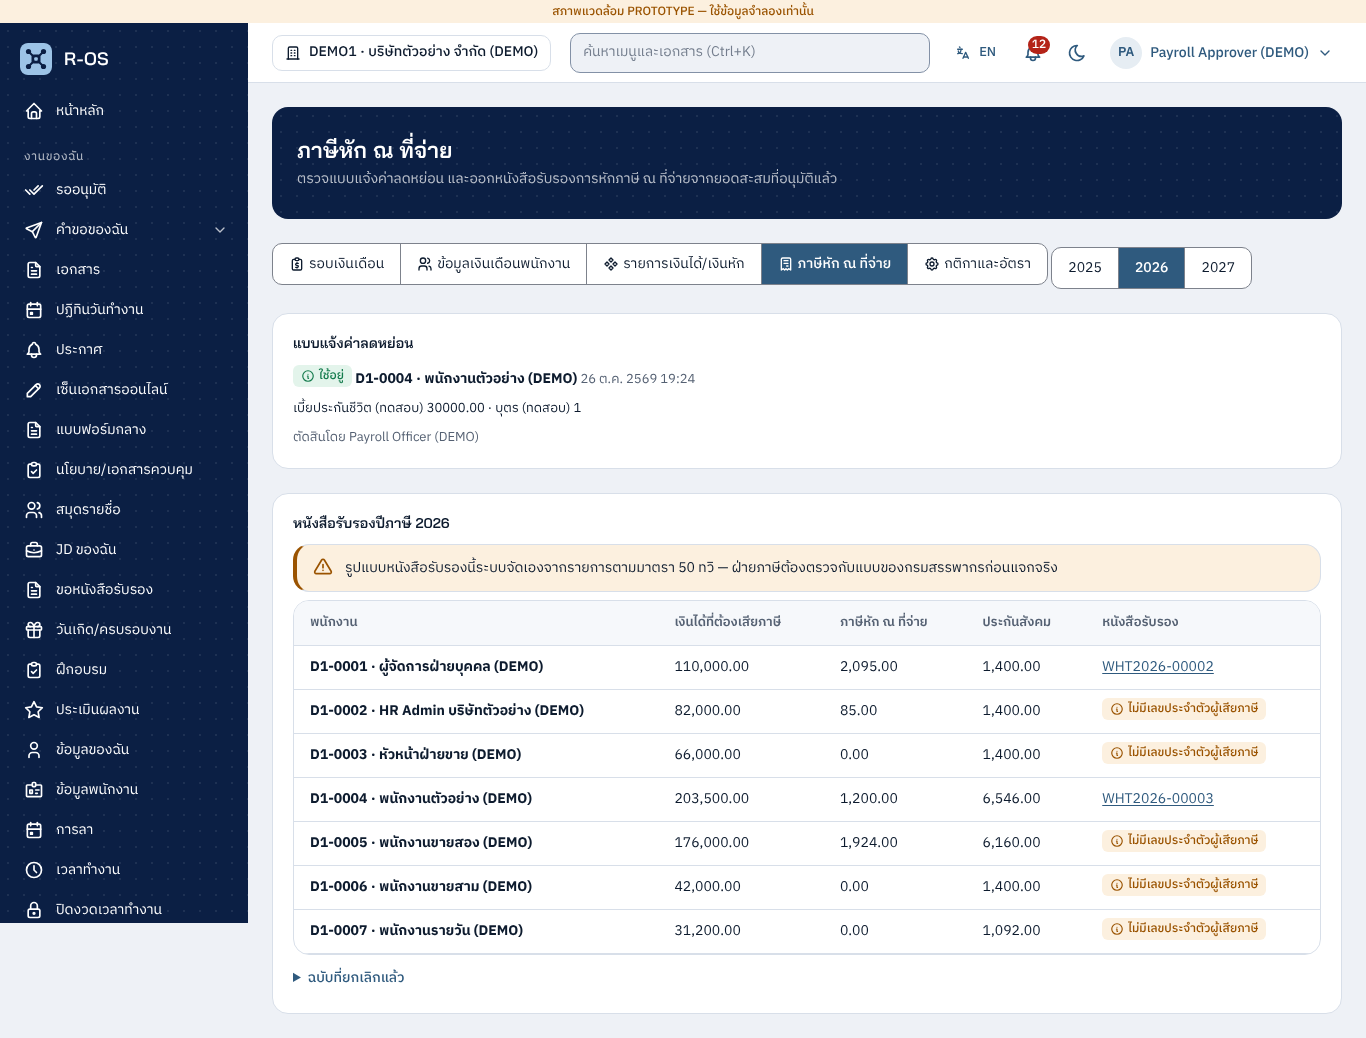 สภาพแวดล้อม PROTOTYPE — ใช้ข้อมูลจำลองเท่านั้น
R-OS
DEMO1 · บริษัทตัวอย่าง จำกัด (DEMO)
ค้นหาเมนูและเอกสาร (Ctrl+K)
EN
12
PA
Payroll Approver (DEMO)
หน้าหลัก
งานของฉัน
รออนุมัติ
คำขอของฉัน
เอกสาร
ปฏิทินวันทำงาน
ประกาศ
เซ็นเอกสารออนไลน์
แบบฟอร์มกลาง
นโยบาย/เอกสารควบคุม
สมุดรายชื่อ
JD ของฉัน
ขอหนังสือรับรอง
วันเกิด/ครบรอบงาน
ฝึกอบรม
ประเมินผลงาน
ข้อมูลของฉัน
ข้อมูลพนักงาน
การลา
เวลาทำงาน
ปิดงวดเวลาทำงาน
ภาษีหัก ณ ที่จ่าย
ตรวจแบบแจ้งค่าลดหย่อน และออกหนังสือรับรองการหักภาษี ณ ที่จ่ายจากยอดสะสมที่อนุมัติแล้ว
รอบเงินเดือน ข้อมูลเงินเดือนพนักงาน รายการเงินได้/เงินหัก ภาษีหัก ณ ที่จ่าย กติกาและอัตรา 2025 2026 2027
แบบแจ้งค่าลดหย่อน
ใช้อยู่ D1-0004 · พนักงานตัวอย่าง (DEMO) 26 ต.ค. 2569 19:24
เบี้ยประกันชีวิต (ทดสอบ) 30000.00 · บุตร (ทดสอบ) 1
ตัดสินโดย Payroll Officer (DEMO)
หนังสือรับรองปีภาษี 2026
รูปแบบหนังสือรับรองนี้ระบบจัดเองจากรายการตามมาตรา 50 ทวิ — ฝ่ายภาษีต้องตรวจกับแบบของกรมสรรพากรก่อนแจกจริง
พนักงาน เงินได้ที่ต้องเสียภาษี ภาษีหัก ณ ที่จ่าย ประกันสังคม หนังสือรับรอง
D1-0001 · ผู้จัดการฝ่ายบุคคล (DEMO) 110,000.00 2,095.00 1,400.00 WHT2026-00002
D1-0002 · HR Admin บริษัทตัวอย่าง (DEMO) 82,000.00 85.00 1,400.00 ไม่มีเลขประจำตัวผู้เสียภาษี
D1-0003 · หัวหน้าฝ่ายขาย (DEMO) 66,000.00 0.00 1,400.00 ไม่มีเลขประจำตัวผู้เสียภาษี
D1-0004 · พนักงานตัวอย่าง (DEMO) 203,500.00 1,200.00 6,546.00 WHT2026-00003
D1-0005 · พนักงานขายสอง (DEMO) 176,000.00 1,924.00 6,160.00 ไม่มีเลขประจำตัวผู้เสียภาษี
D1-0006 · พนักงานขายสาม (DEMO) 42,000.00 0.00 1,400.00 ไม่มีเลขประจำตัวผู้เสียภาษี
D1-0007 · พนักงานรายวัน (DEMO) 31,200.00 0.00 1,092.00 ไม่มีเลขประจำตัวผู้เสียภาษี
ฉบับที่ยกเลิกแล้ว